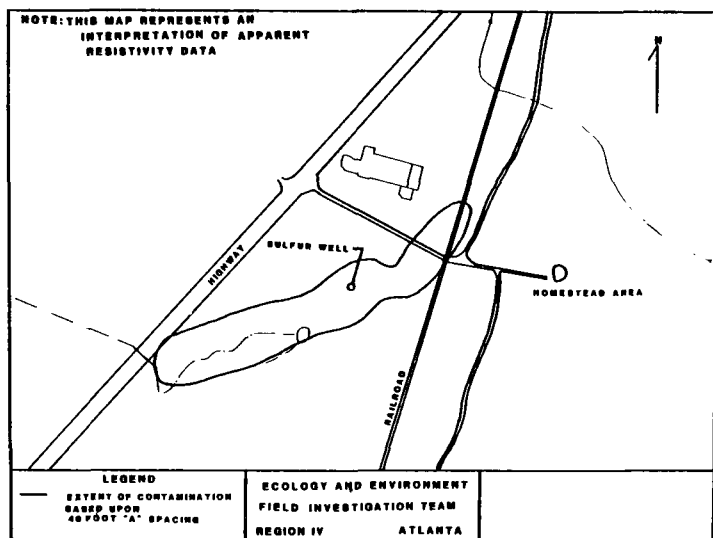 NOTE: THIS MAP REPRESENTS AN
INTERPRETATION OF APPARENT
RESISTIVITY DATA
N
SULFUR WELL
HIGHWAY
HOMESTEAD AREA
RAILROAD
LEGEND
EXTENT OF CONTAMINATION
BASED UPON
40 FOOT "A" SPACING
ECOLOGY AND ENVIRONMENT
FIELD INVESTIGATION TEAM
REGION IV ATLANTA